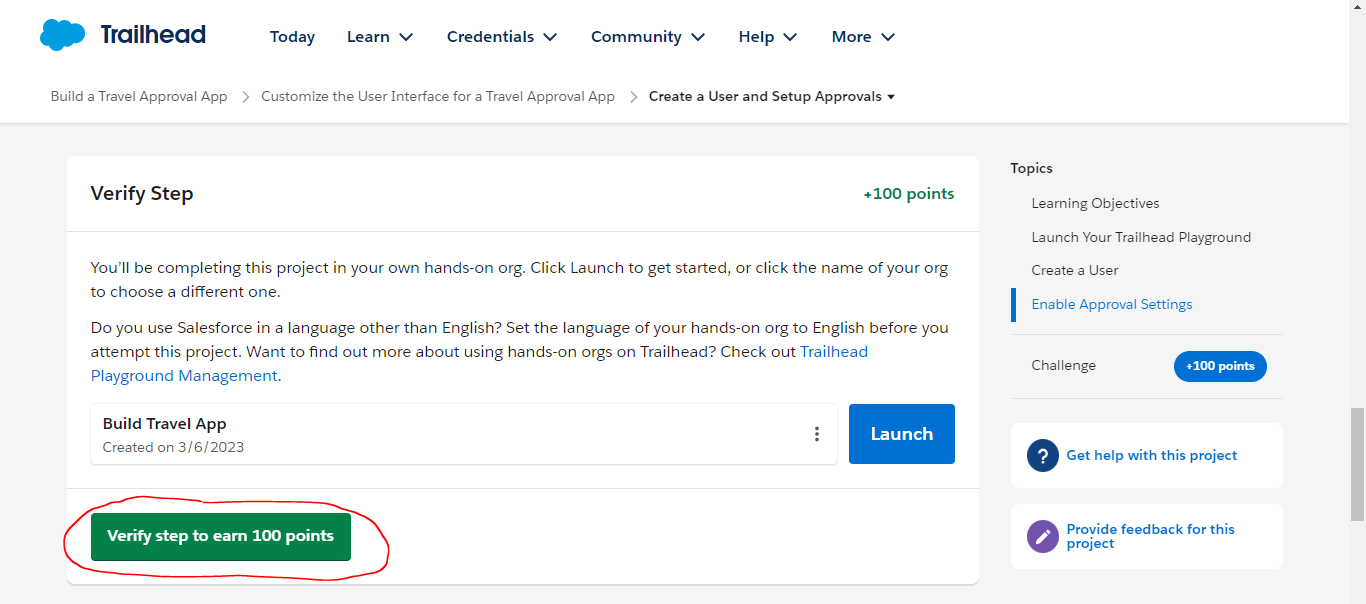 Trailhead
Today Learn Credentials Community Help More
Build a Travel Approval App > Customize the User Interface for a Travel Approval App > Create a User and Setup Approvals
Verify Step
+100 points
You’ll be completing this project in your own hands-on org. Click Launch to get started, or click the name of your org
to choose a different one.
Do you use Salesforce in a language other than English? Set the language of your hands-on org to English before you
attempt this project. Want to find out more about using hands-on orgs on Trailhead? Check out Trailhead
Playground Management.
Build Travel App
Created on 3/6/2023
Launch
Verify step to earn 100 points
Topics
Learning Objectives
Launch Your Trailhead Playground
Create a User
Enable Approval Settings
Challenge
+100 points
? Get help with this project
Provide feedback for this
project